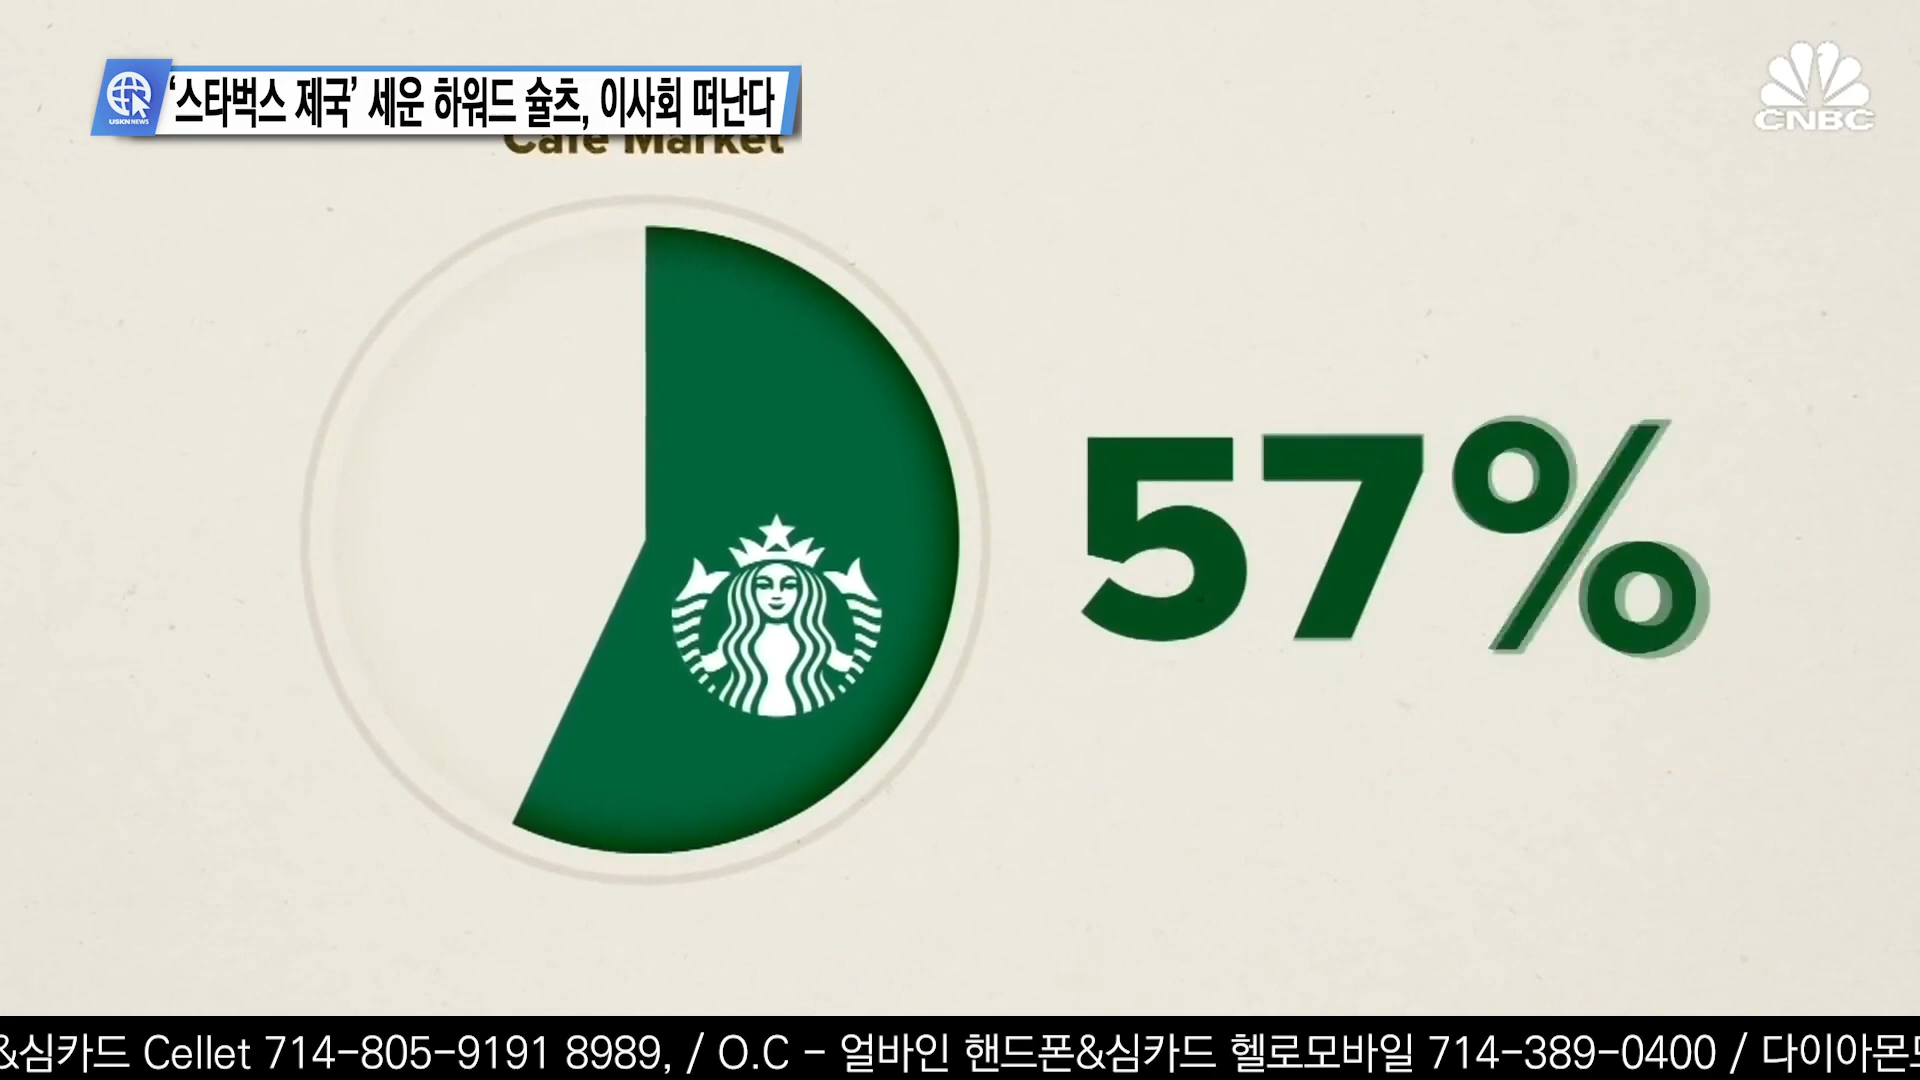 ‘스타벅스 제국’ 세운 하워드 슐츠, 이사회 떠난다
USKN NEWS
CNBC
Cafe Market
57%
&심카드 Cellet 714-805-9191 8989, / O.C - 얼바인 핸드폰&심카드 헬로모바일 714-389-0400 / 다이아몬드